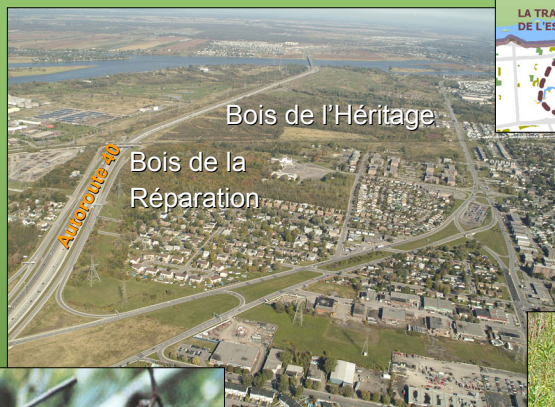 LA TRA
DE L'ES
Bois de l'Héritage
Autoroute 40
Bois de la
Réparation